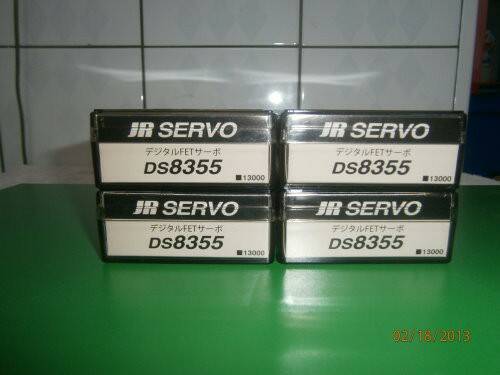 JR SERVO
デジタルFETサーボ
DS8355
■13000
JR SERVO
デジタルFETサーボ
DS8355
■13000
JR SERVO
デジタルFETサーボ
DS8355
■13000
JR SERVO
デジタルFETサーボ
DS8355
■13000
02/18/2013